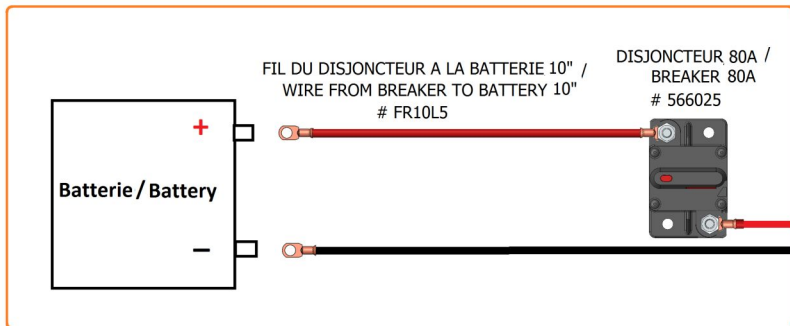 FIL DU DISJONCTEUR A LA BATTERIE 10" /
WIRE FROM BREAKER TO BATTERY 10"
# FR10L5
DISJONCTEUR 80A /
BREAKER 80A
# 566025
+
Batterie / Battery
−